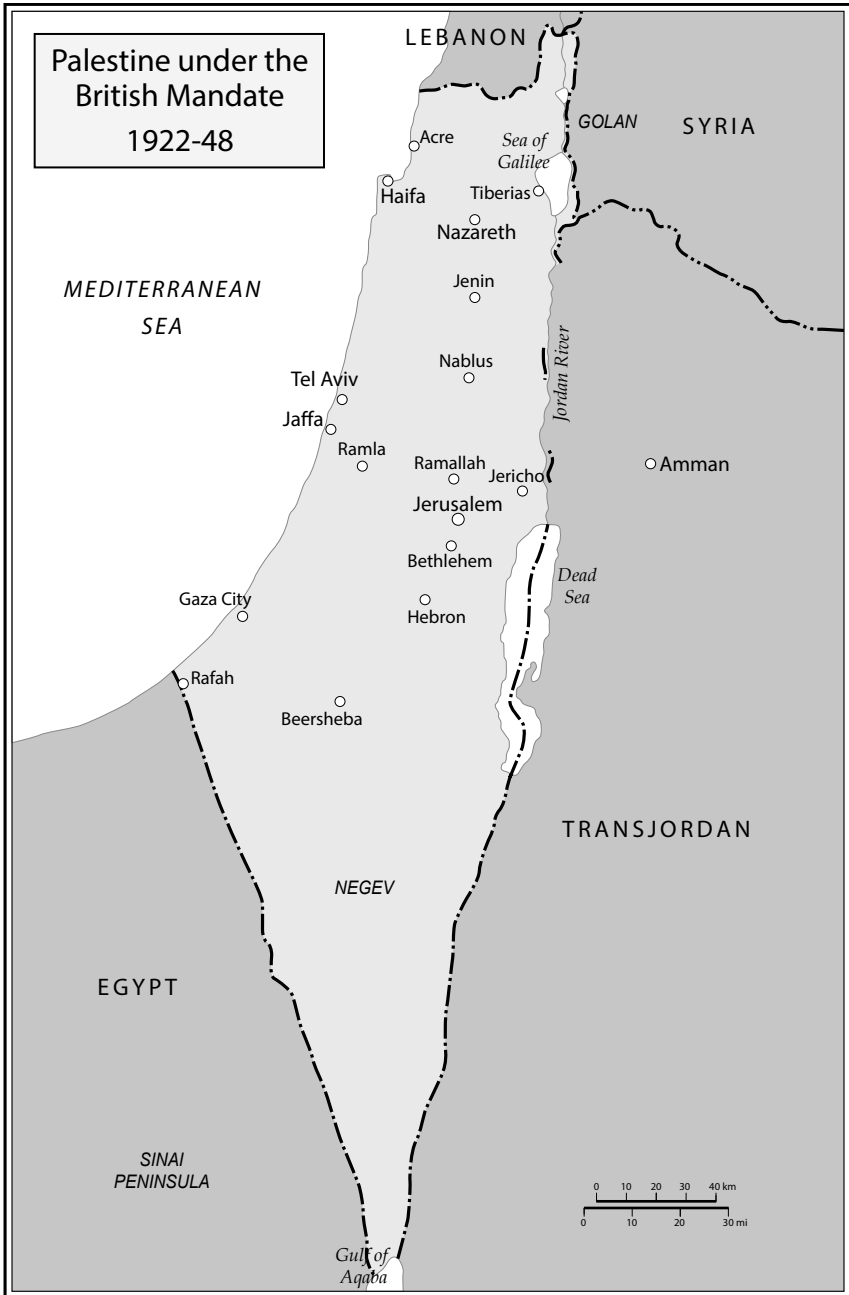 Palestine under the
British Mandate
1922-48
LEBANON
GOLAN
SYRIA
Acre
Sea of
Galilee
Haifa
Tiberias
Nazareth
MEDITERRANEAN
SEA
Jenin
Nablus
Jordan River
Tel Aviv
Jaffa
Ramla
Ramallah
Jericho
Amman
Jerusalem
Bethlehem
Dead
Sea
Gaza City
Hebron
Rafah
Beersheba
TRANSJORDAN
NEGEV
EGYPT
SINAI
PENINSULA
0 10 20 30 40 km
0 10 20 30 mi
Gulf of
Aqaba